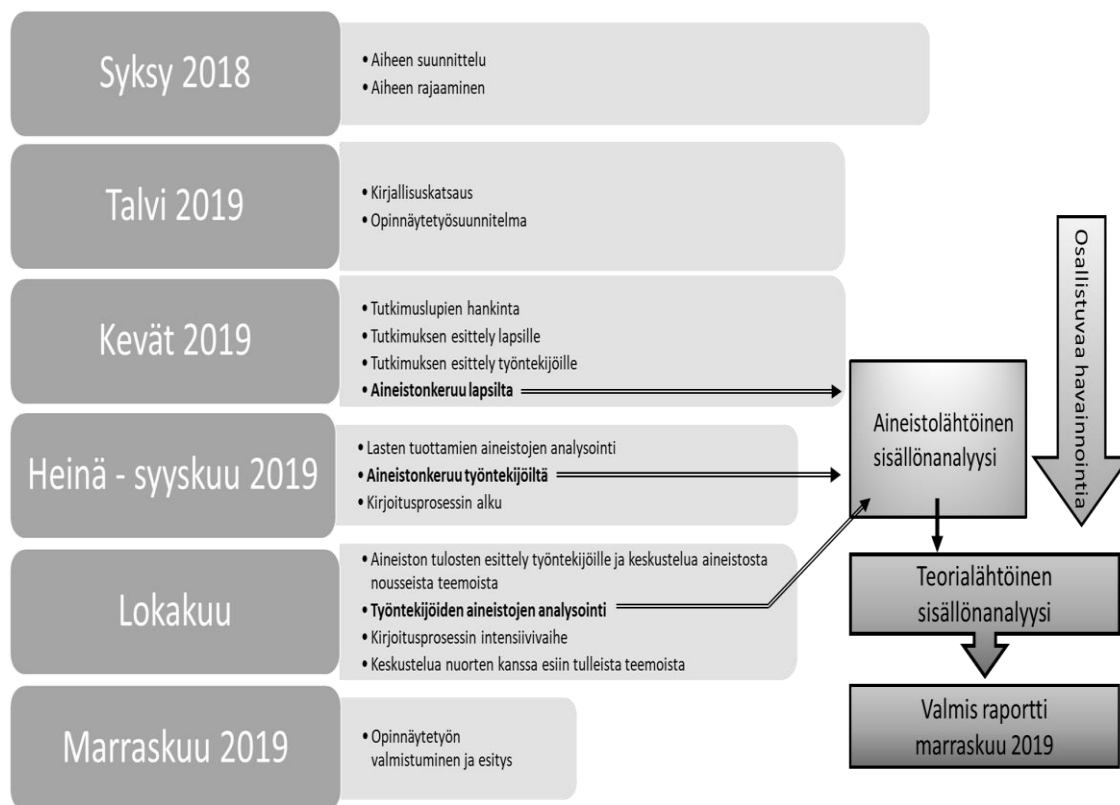 Syksy 2018
• Aiheen suunnittelu
• Aiheen rajaaminen
Talvi 2019
• Kirjallisuskatsaus
• Opinnäytetyösuunnitelma
Kevät 2019
• Tutkimuslupien hankinta
• Tutkimuksen esittely lapsille
• Tutkimuksen esittely työntekijöille
• Aineistonkeruu lapsilta
Heinä - syyskuu 2019
• Lasten tuottamien aineistojen analysointi
• Aineistonkeruu työntekijöiltä
• Kirjoitusprosessin alku
Lokakuu
• Aineiston tulosten esittely työntekijöille ja keskustelua aineistosta
nousseista teemoista
• Työntekijöiden aineistojen analysointi
• Kirjoitusprosessin intensiivivaihe
• Keskustelua nuorten kanssa esiin tulleista teemoista
Marraskuu 2019
• Opinnäytetyön
valmistuminen ja esitys
Osallistuvaa havainnointia
Aineistolähtöinen
sisällönanalyysi
Teorialähtöinen
sisällönanalyysi
Valmis raportti
marraskuu 2019